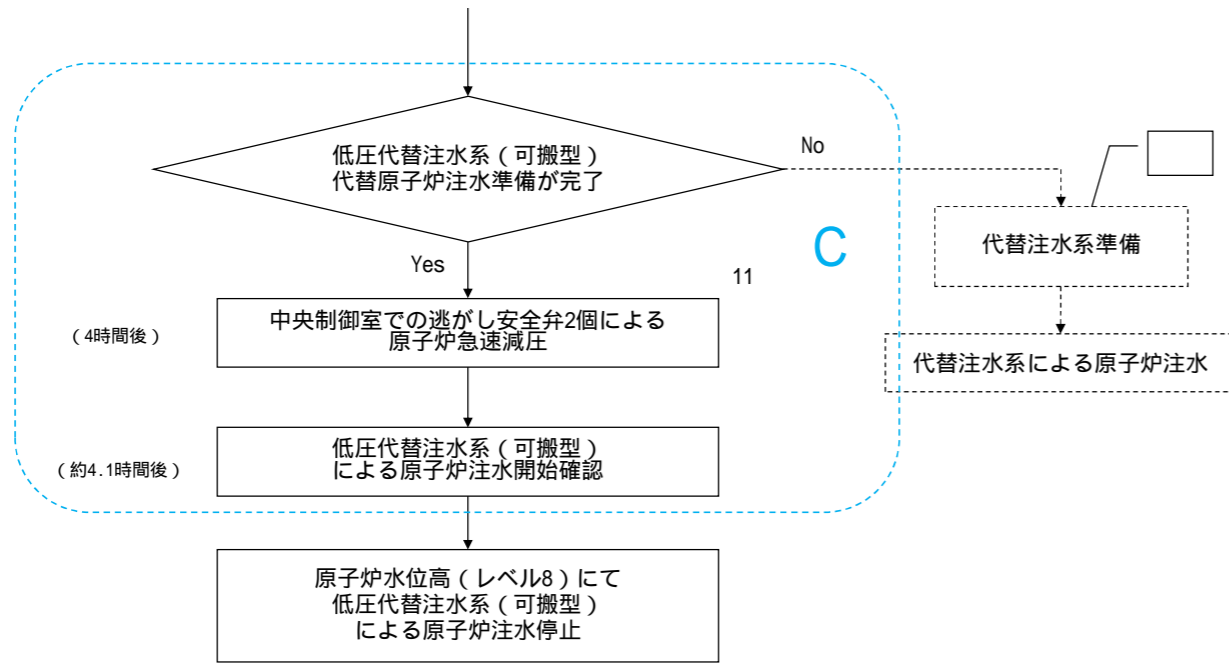 低圧代替注水系(可搬型)
代替原子炉注水準備が完了
No
代替注水系準備
C
Yes
11
(4時間後)
中央制御室での逃がし安全弁2個による
原子炉急速減圧
代替注水系による原子炉注水
(約4.1時間後)
低圧代替注水系(可搬型)
による原子炉注水開始確認
原子炉水位高(レベル8)にて
低圧代替注水系(可搬型)
による原子炉注水停止